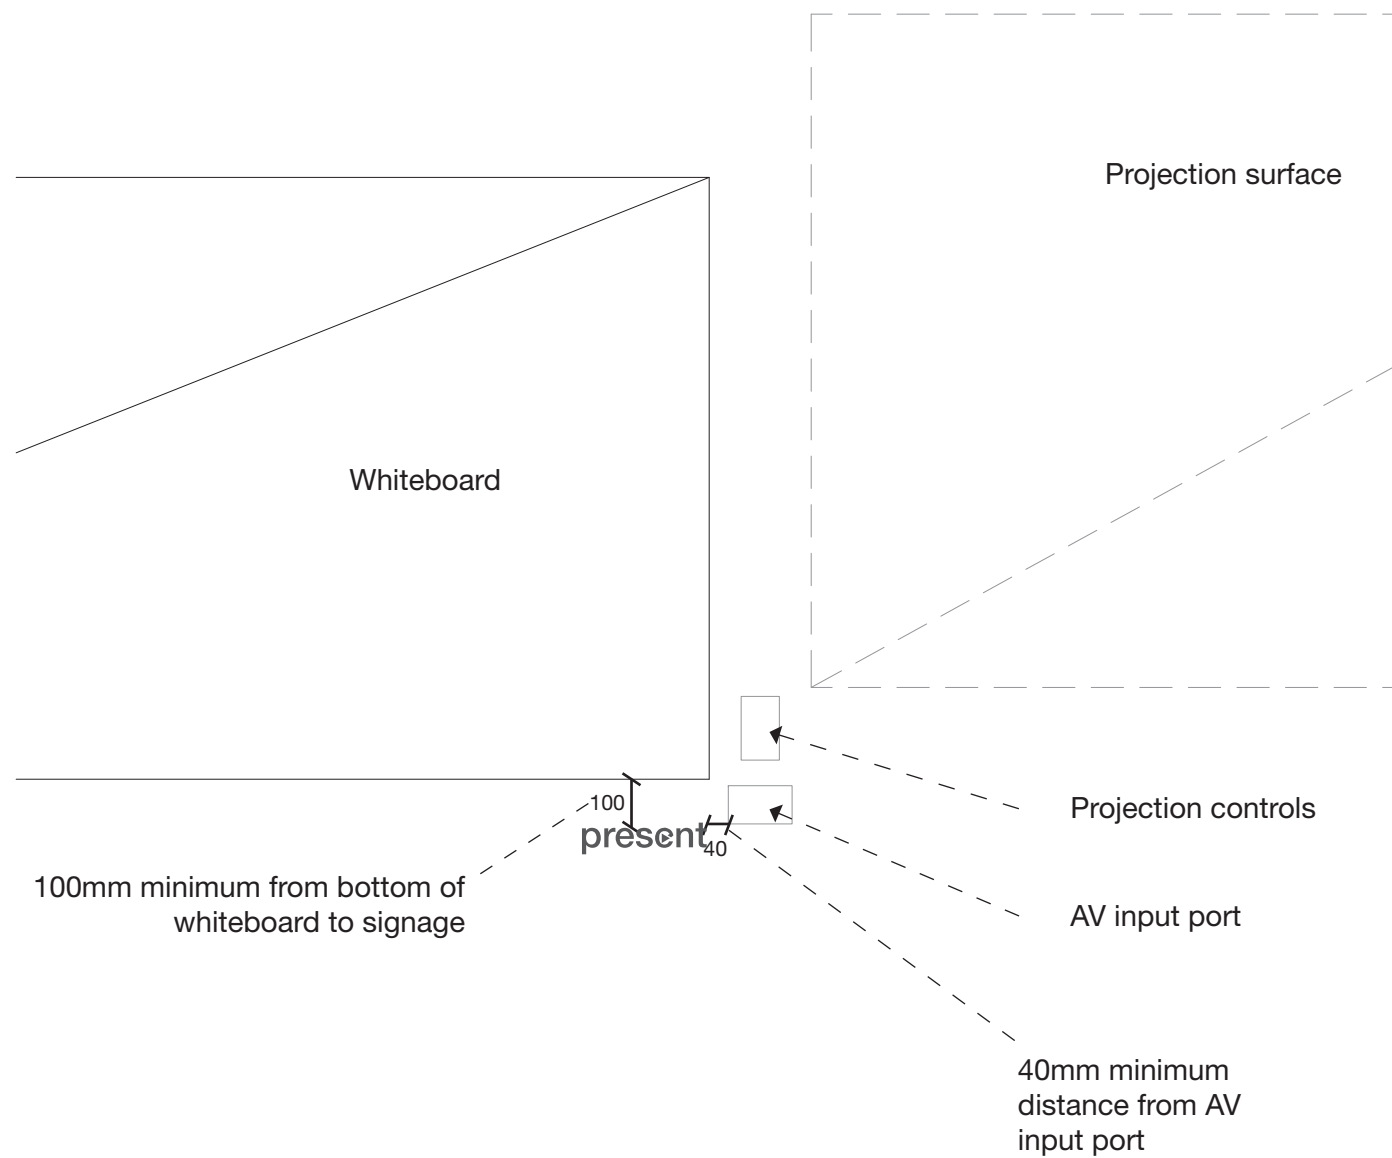 Projection surface
Whiteboard
100
present
40
Projection controls
100mm minimum from bottom of
whiteboard to signage
AV input port
40mm minimum
distance from AV
input port